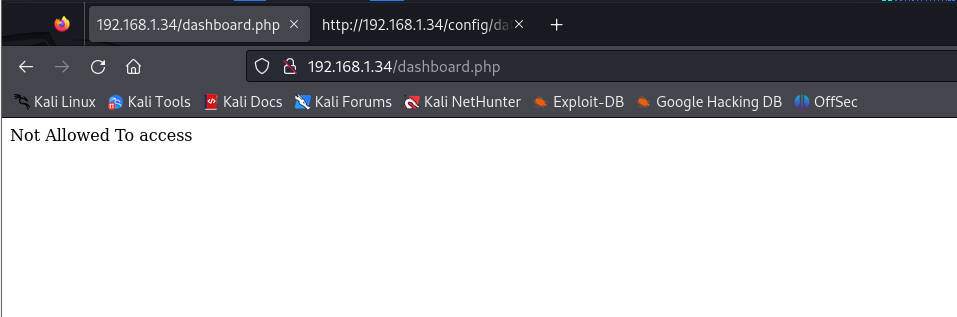 192.168.1.34/dashboard.php
http://192.168.1.34/config/da
192.168.1.34/dashboard.php
Kali Linux Kali Tools Kali Docs Kali Forums Kali NetHunter Exploit-DB Google Hacking DB OffSec
Not Allowed To access